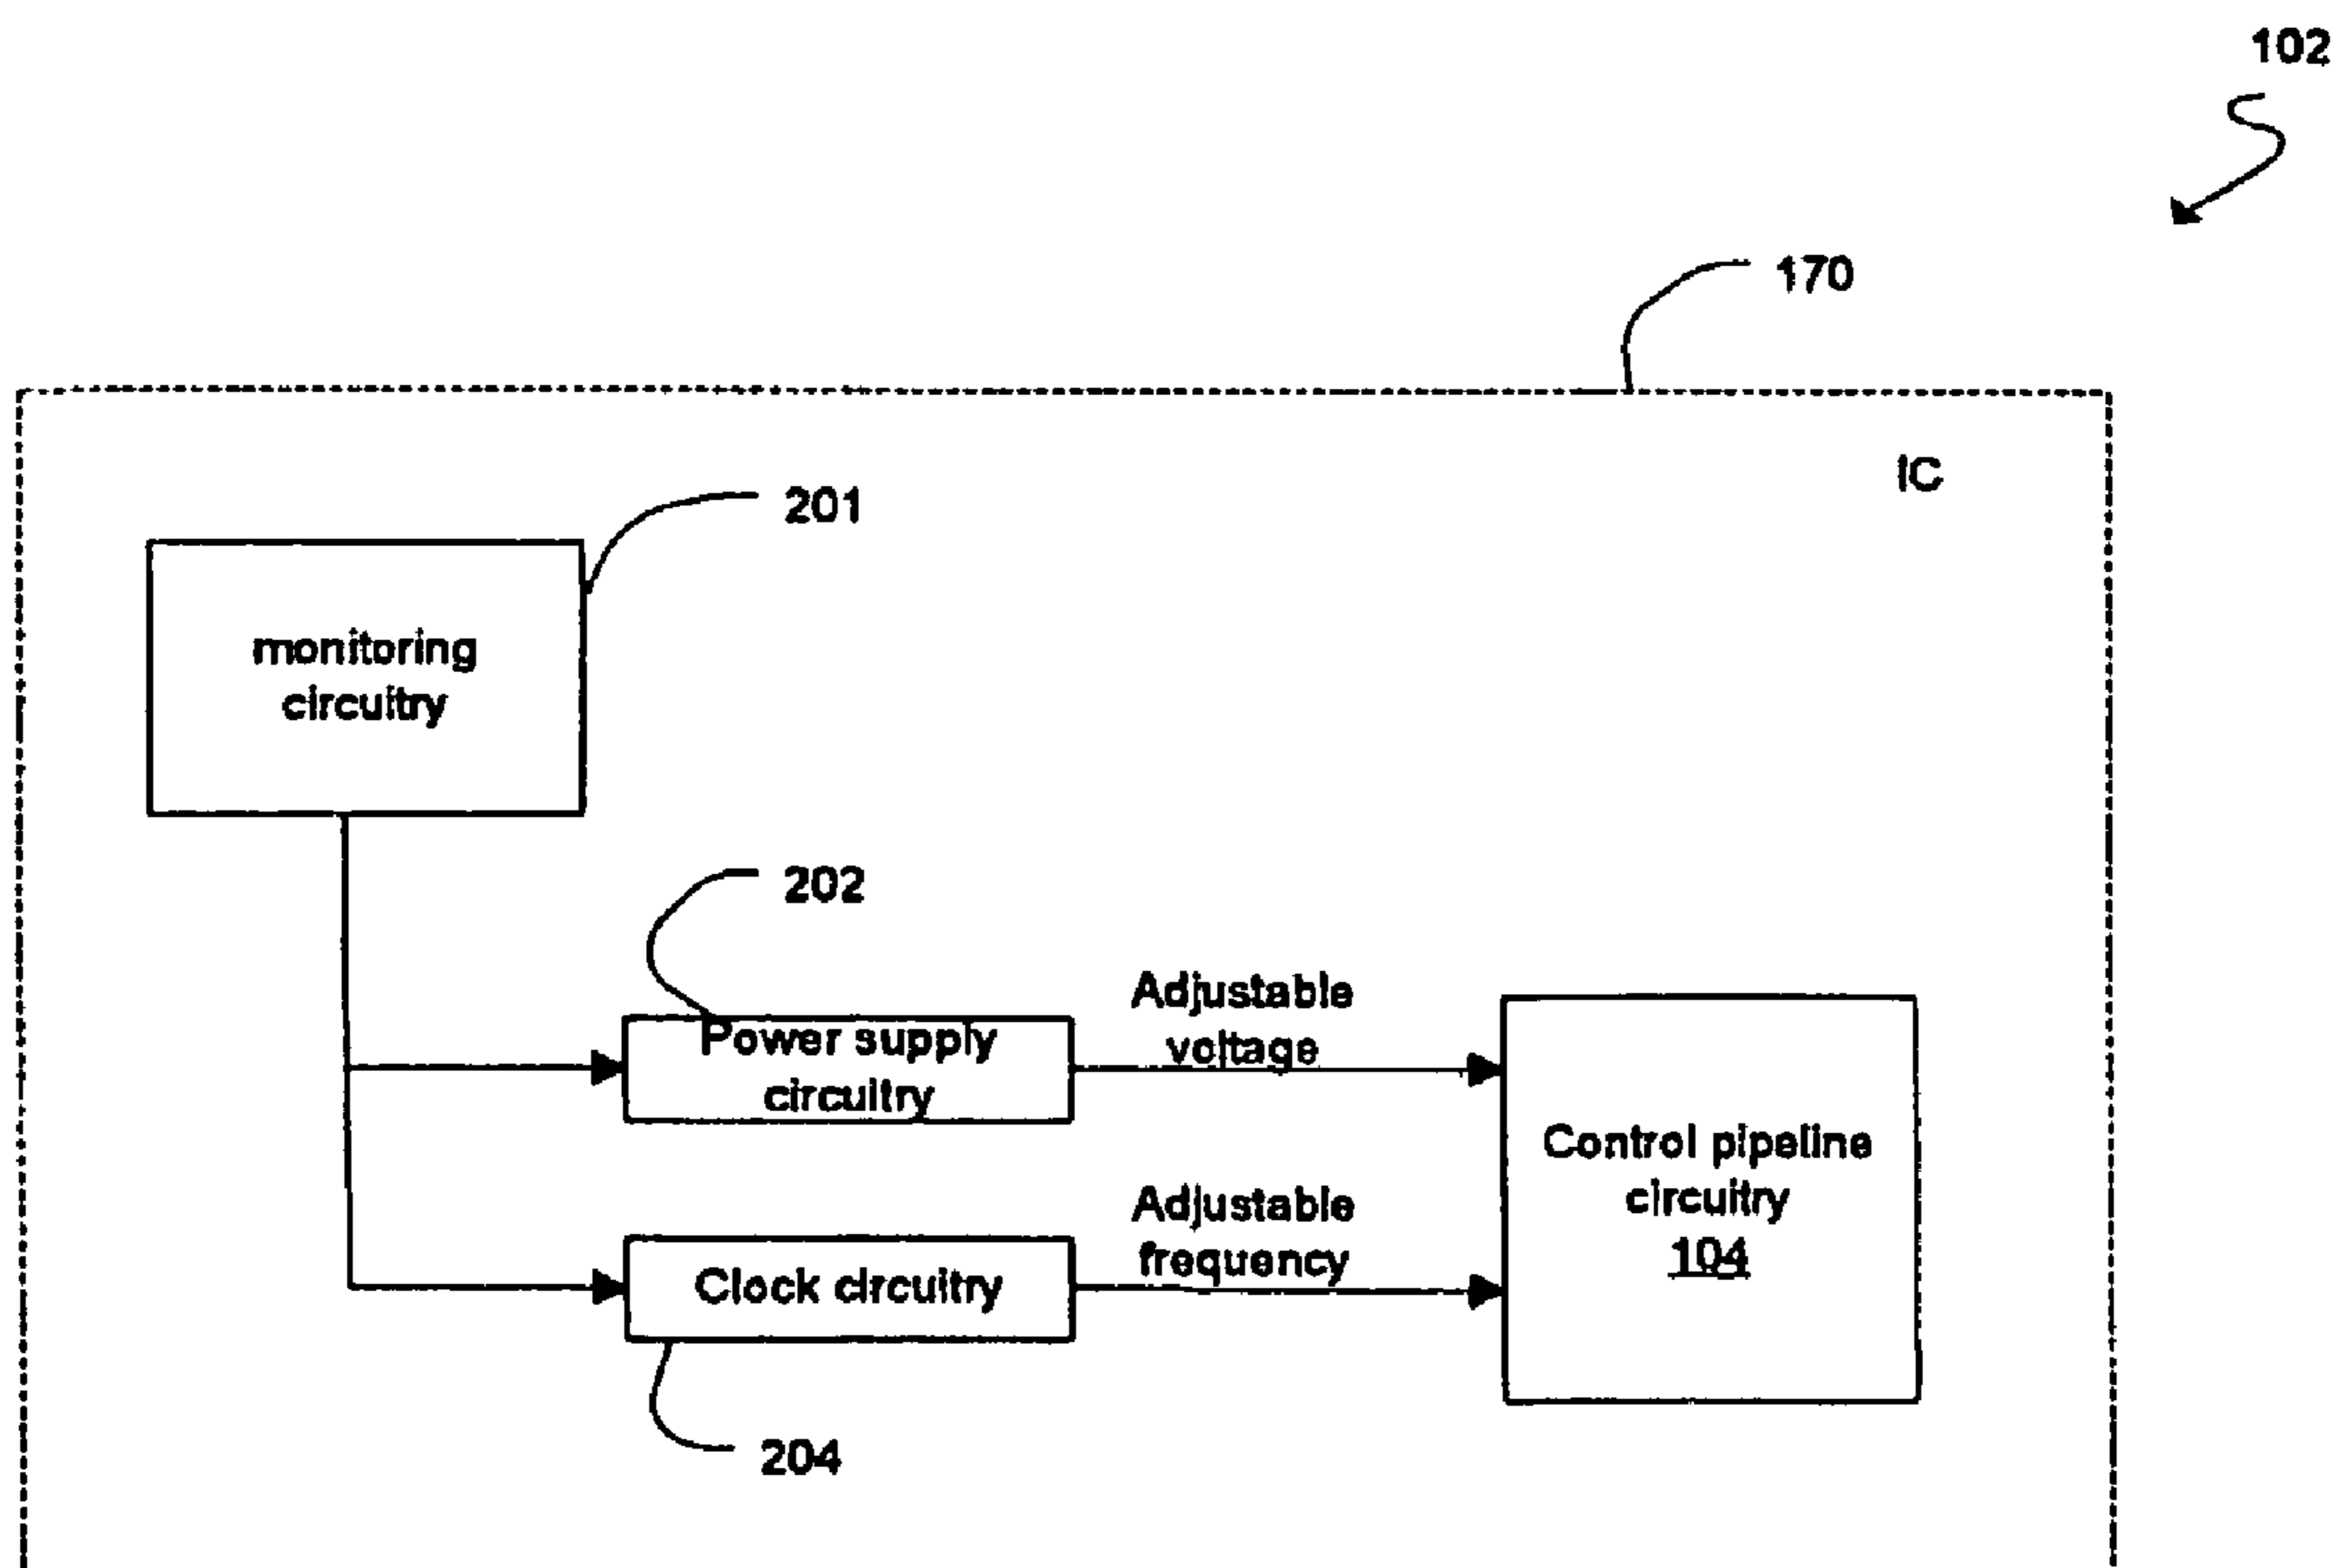 102
170
IC
201
monitoring
circuitry
202
Adjustable
voltage
Power supply
circuitry
Control pipeline
circuitry
104
Adjustable
frequency
Clock circuitry
204